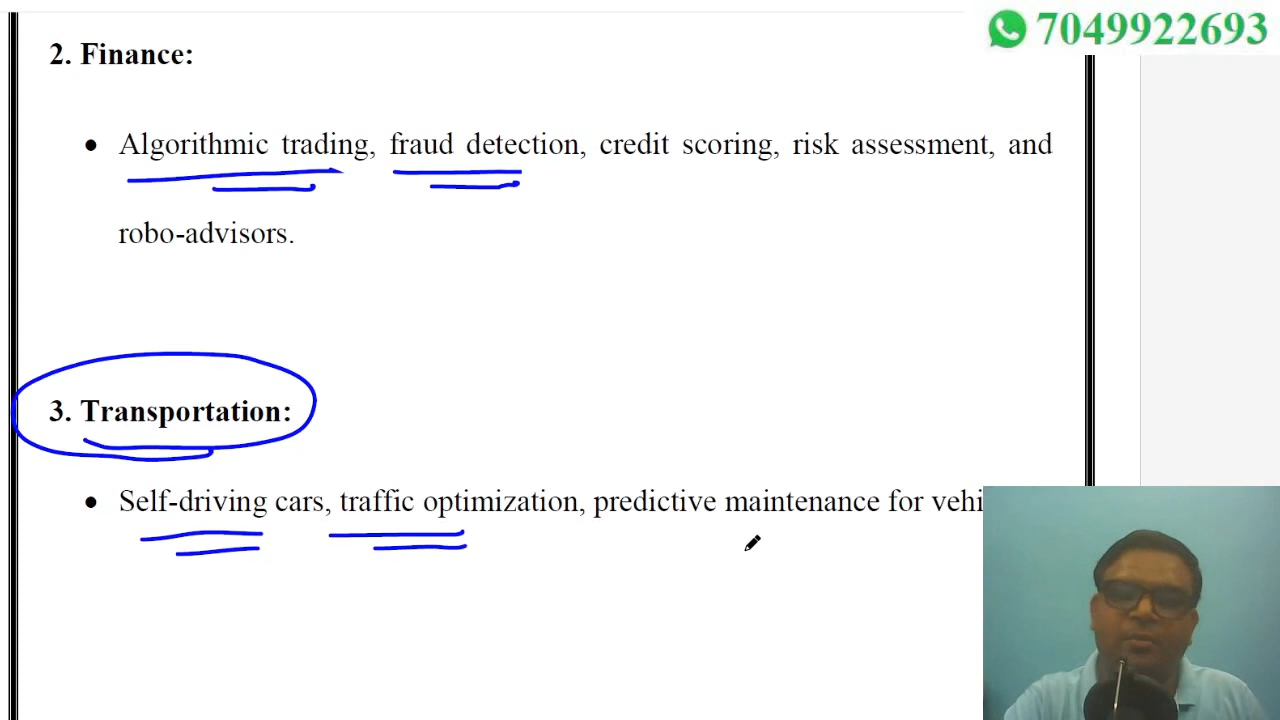 7049922693
2. Finance:
• Algorithmic trading, fraud detection, credit scoring, risk assessment, and
robo-advisors.
3. Transportation:
• Self-driving cars, traffic optimization, predictive maintenance for